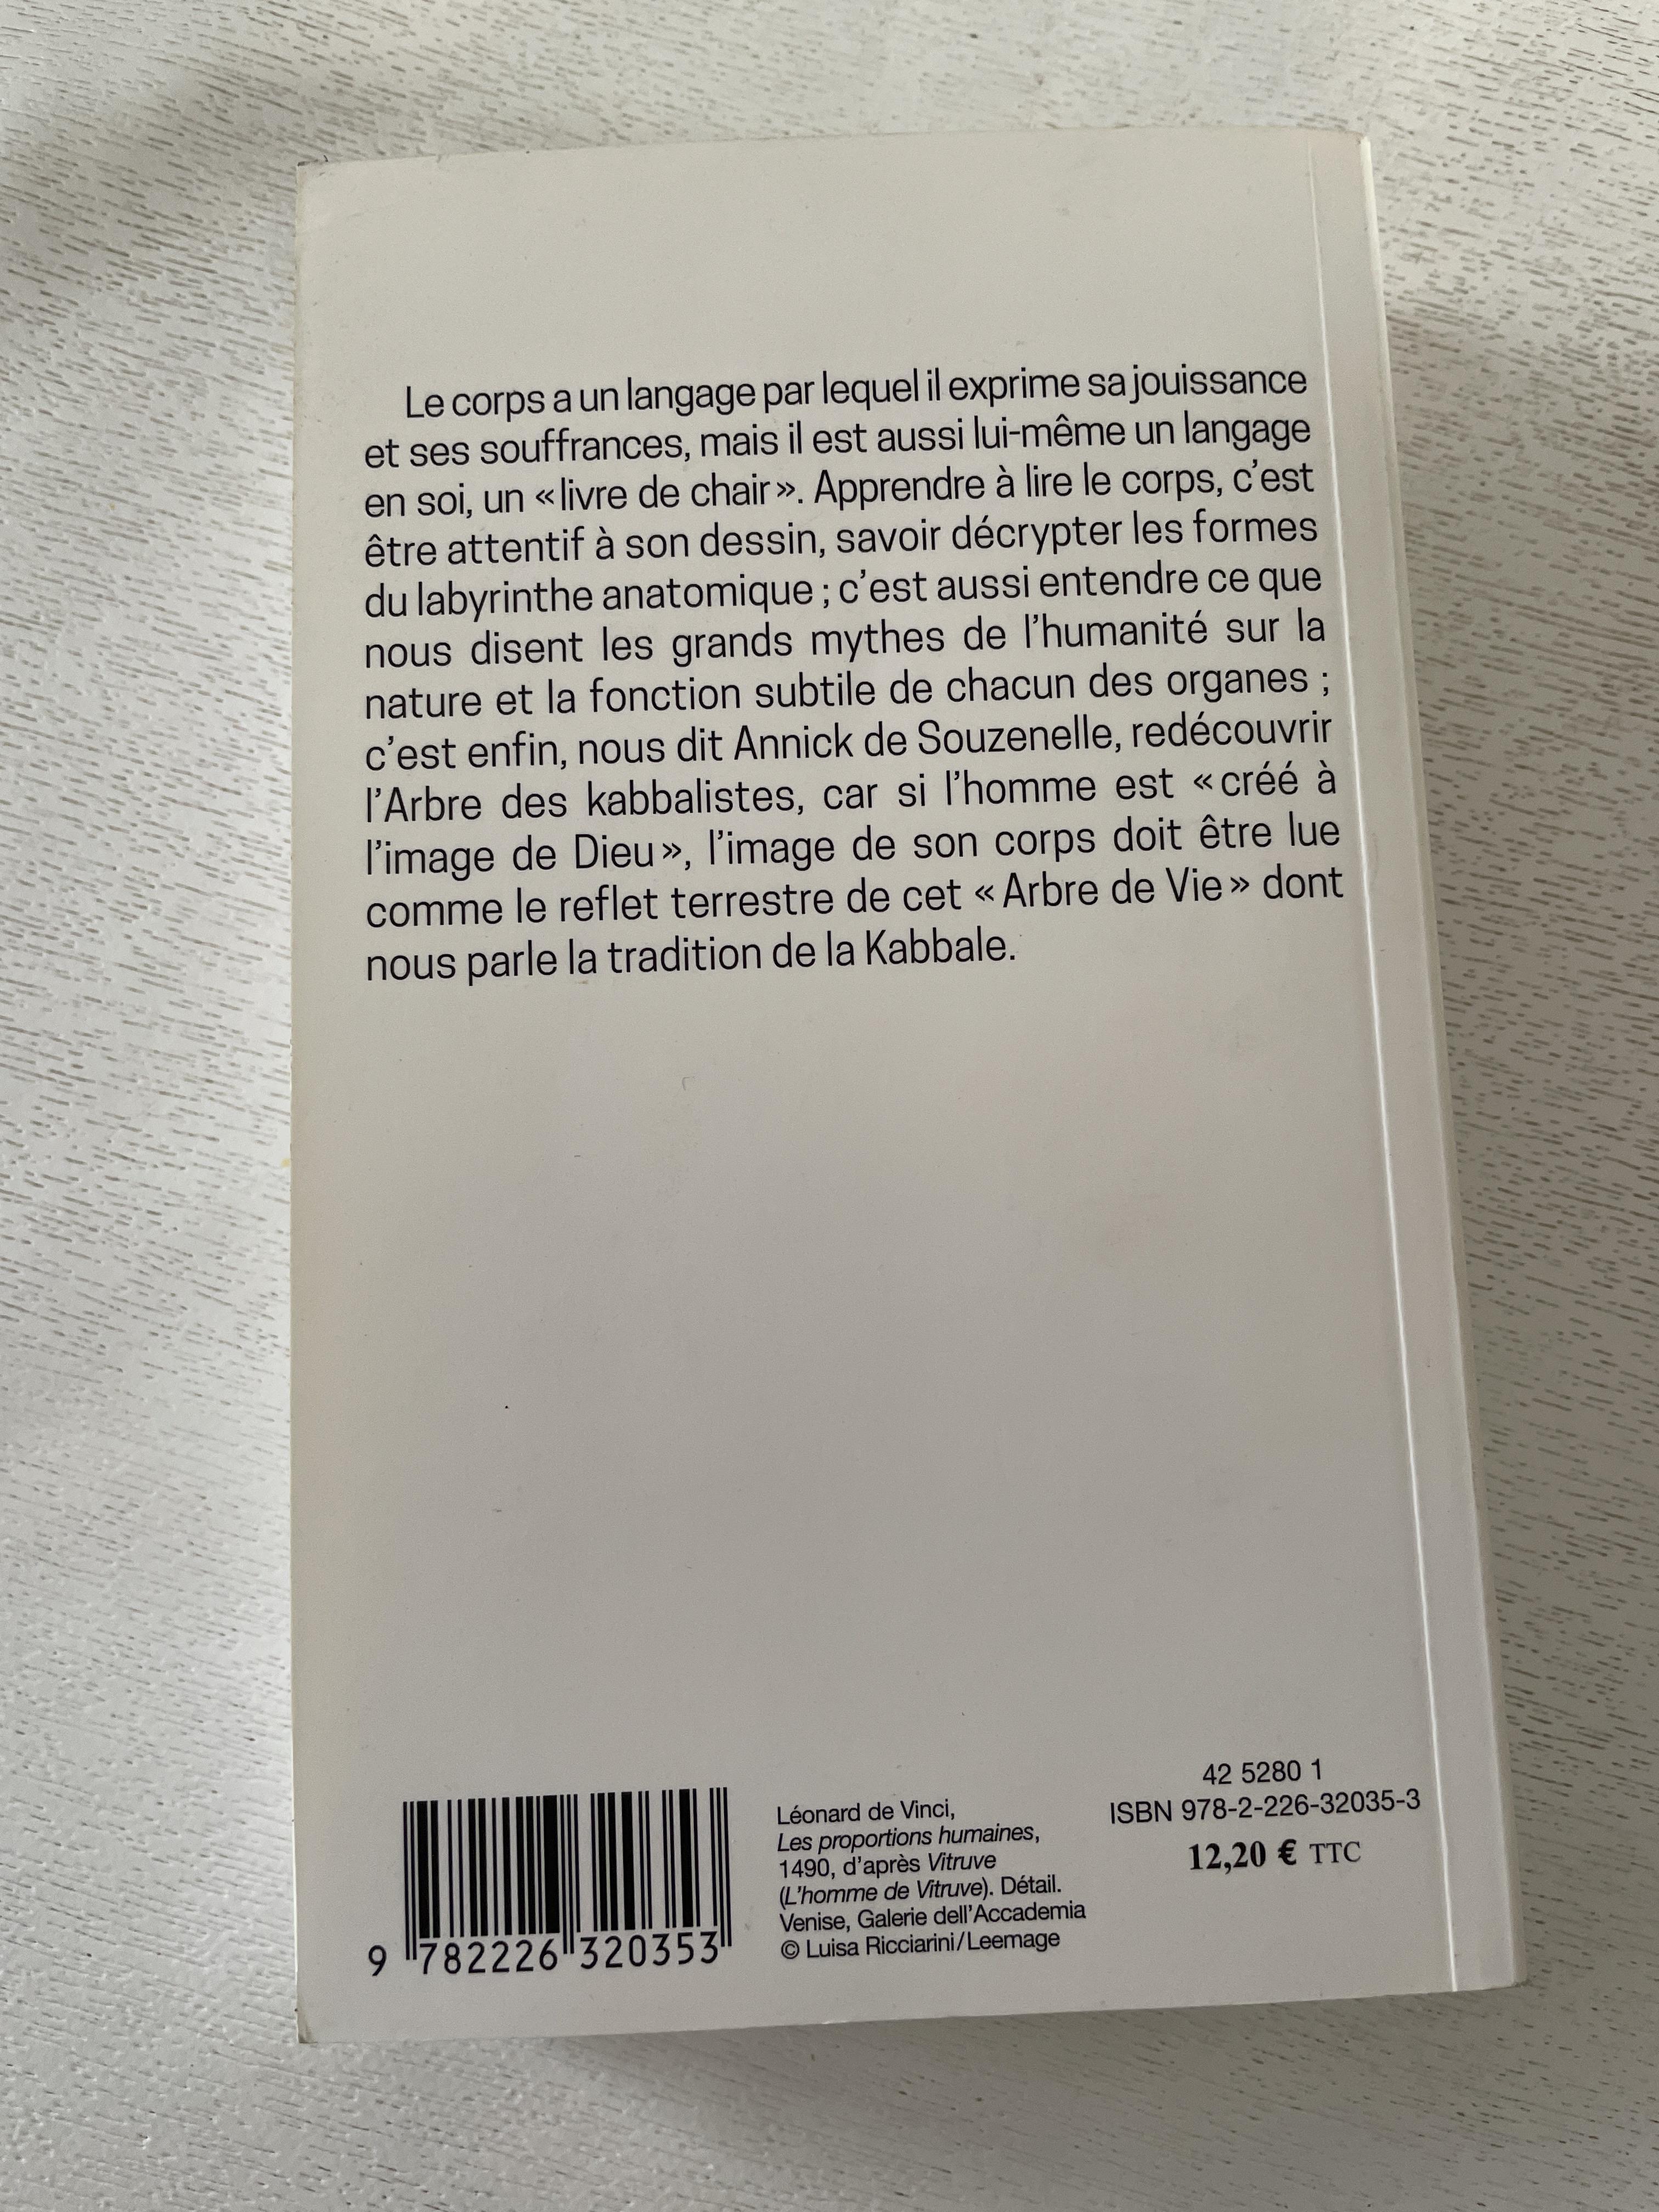 Le corps a un langage par lequel il exprime sa jouissance
et ses souffrances, mais il est aussi lui-même un langage
en soi, un « livre de chair ». Apprendre à lire le corps, c'est
être attentif à son dessin, savoir décrypter les formes
du labyrinthe anatomique ; c'est aussi entendre ce que
nous disent les grands mythes de l'humanité sur la
nature et la fonction subtile de chacun des organes ;
c'est enfin, nous dit Annick de Souzenelle, redécouvrir
l'Arbre des kabbalistes, car si l'homme est « créé à
l'image de Dieu », l'image de son corps doit être lue
comme le reflet terrestre de cet « Arbre de Vie » dont
nous parle la tradition de la Kabbale.
9 782226 320353
Léonard de Vinci,
Les proportions humaines,
1490, d'après Vitruve
(L'homme de Vitruve). Détail.
Venise, Galerie dell'Accademia
© Luisa Ricciarini/Leemage
42 5280 1
ISBN 978-2-226-32035-3
12,20 € TTC